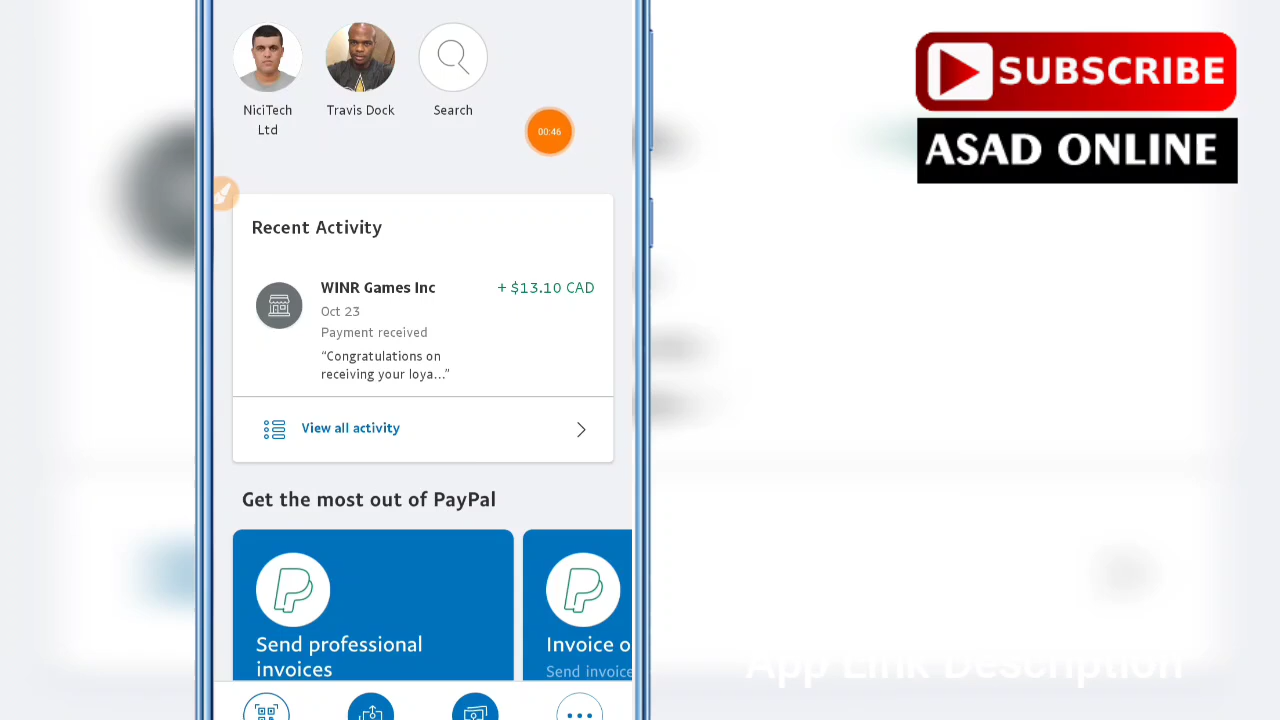 SUBSCRIBE
ASAD ONLINE
NiciTech
Ltd
Travis Dock
Search
00:46
Recent Activity
WINR Games Inc
+ $13.10 CAD
Oct 23
Payment received
“Congratulations on
receiving your loya...”
View all activity
Get the most out of PayPal
Send professional
invoices
Invoice o
Send invoice
App Link Description